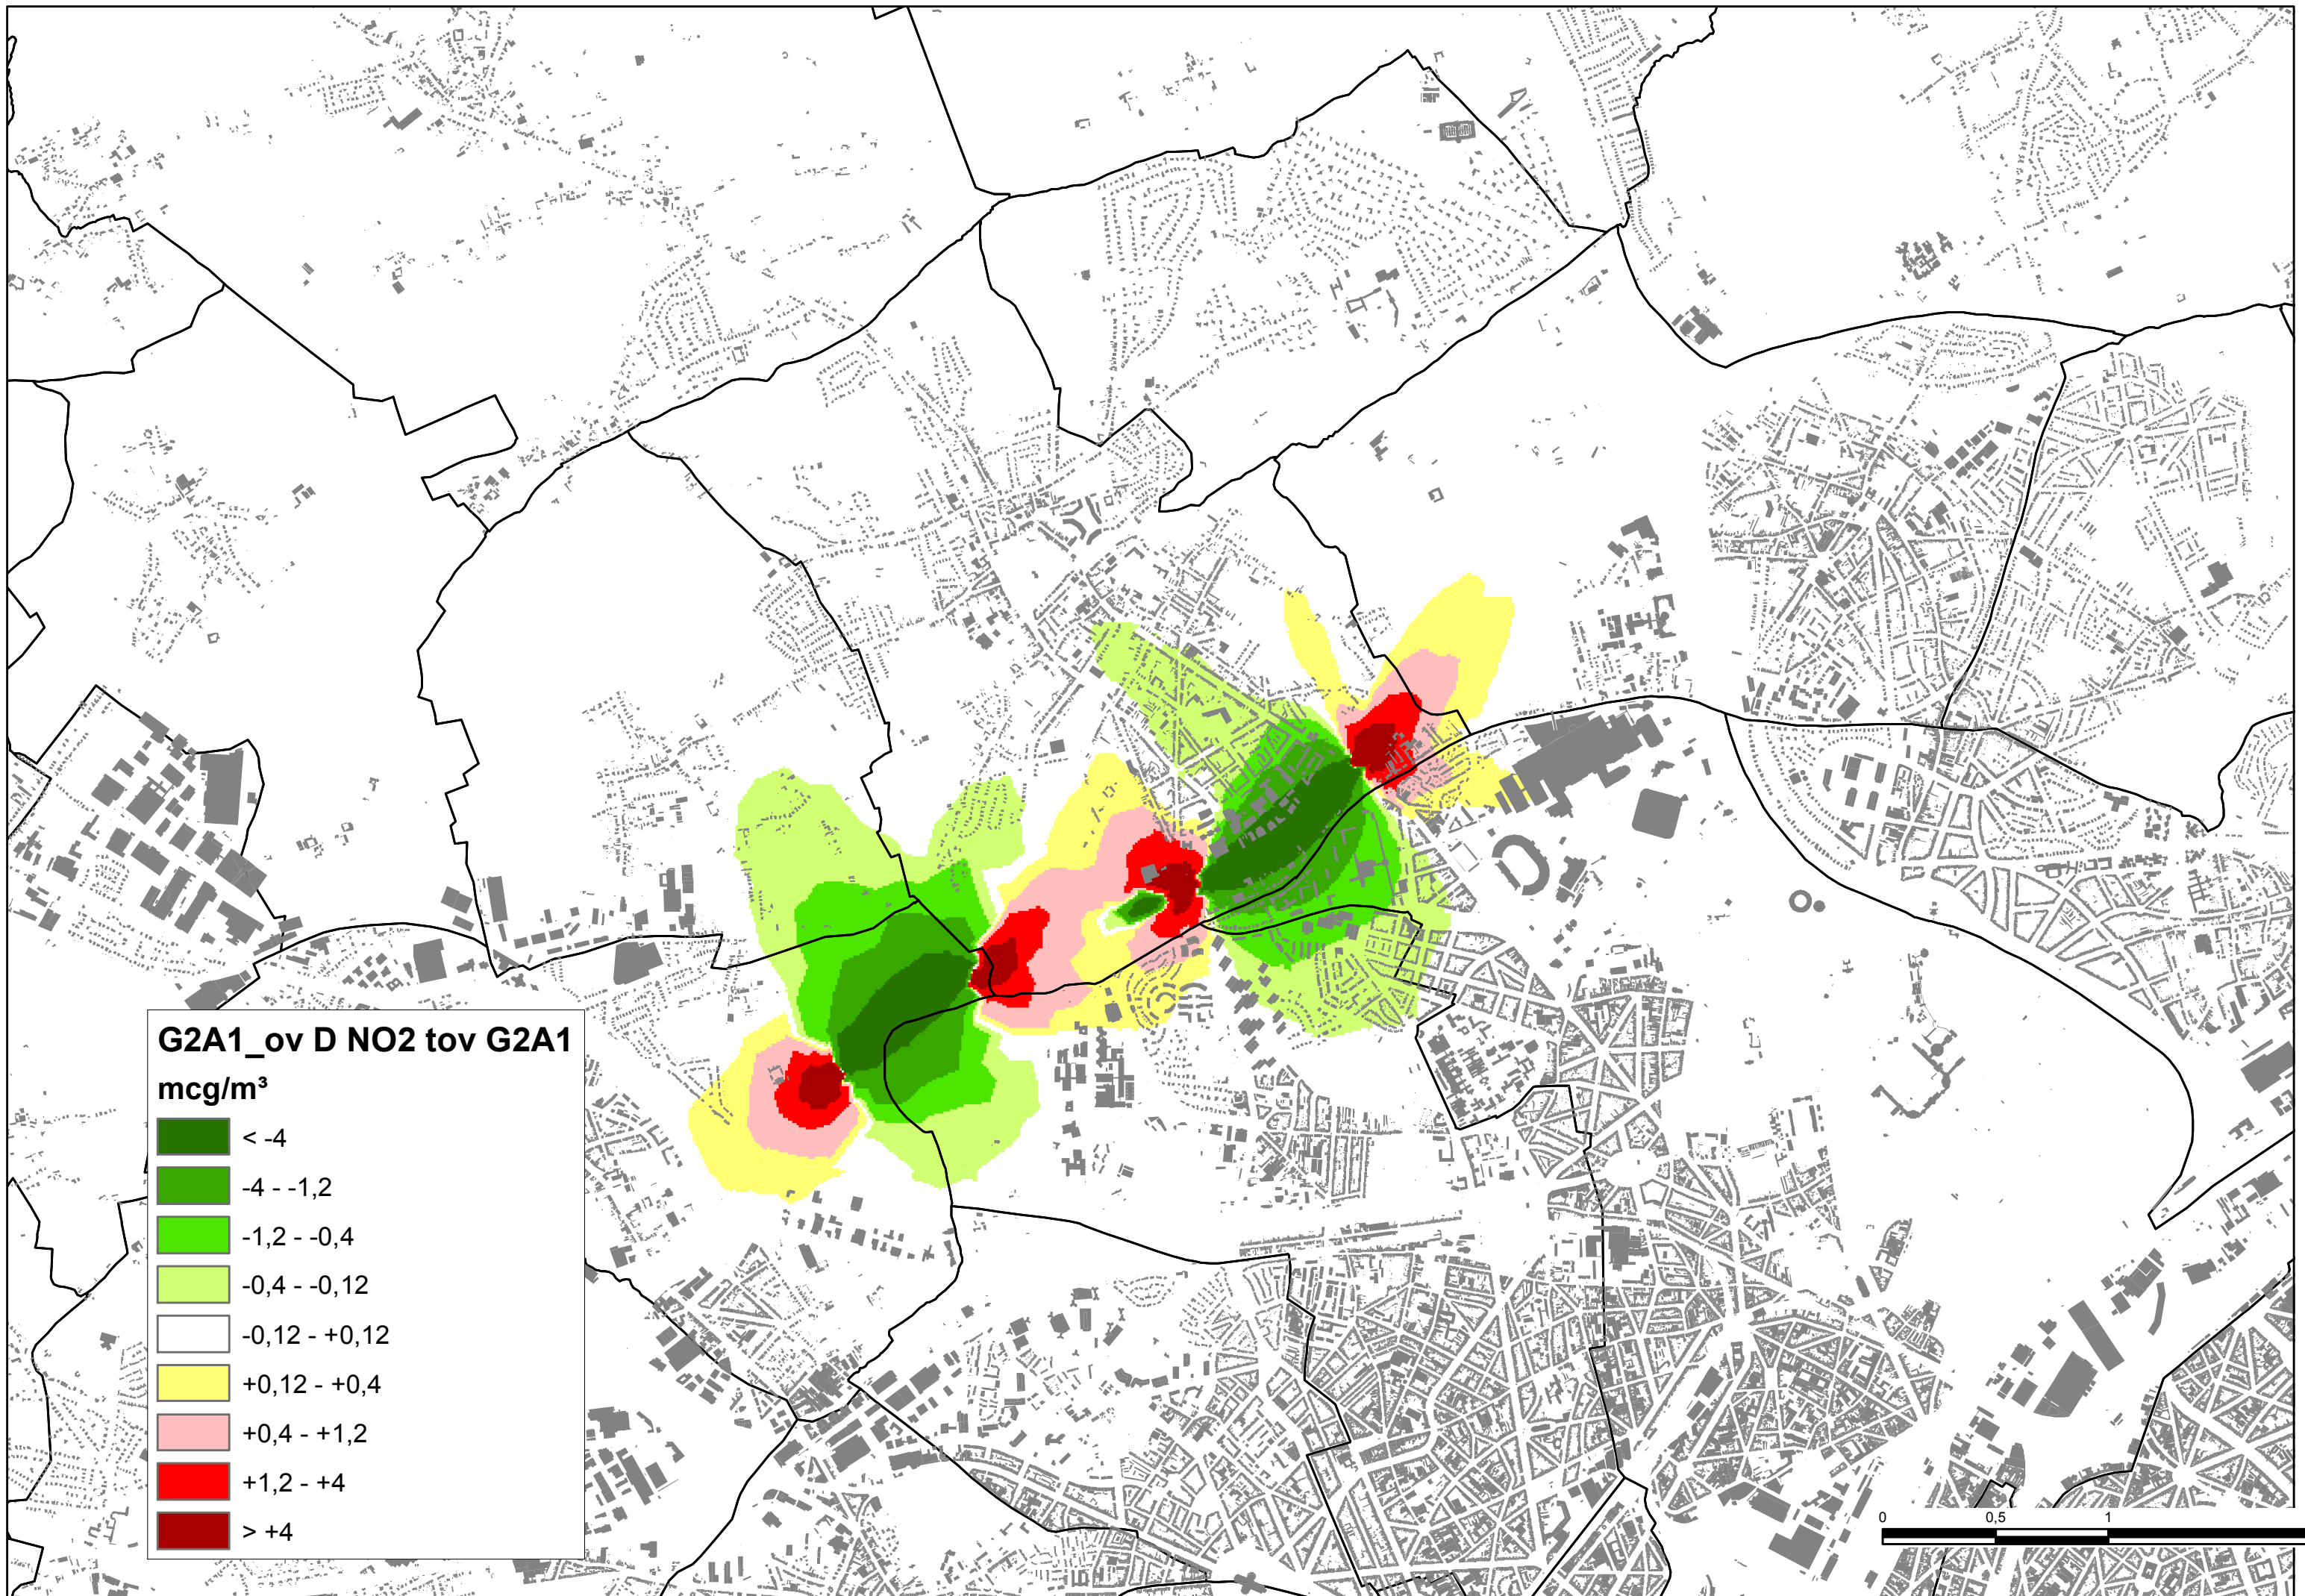 G2A1_ov D NO2 tov G2A1
mcg/m³
< -4
-4 - -1,2
-1,2 - -0,4
-0,4 - -0,12
-0,12 - +0,12
+0,12 - +0,4
+0,4 - +1,2
+1,2 - +4
> +4
0 0,5 1